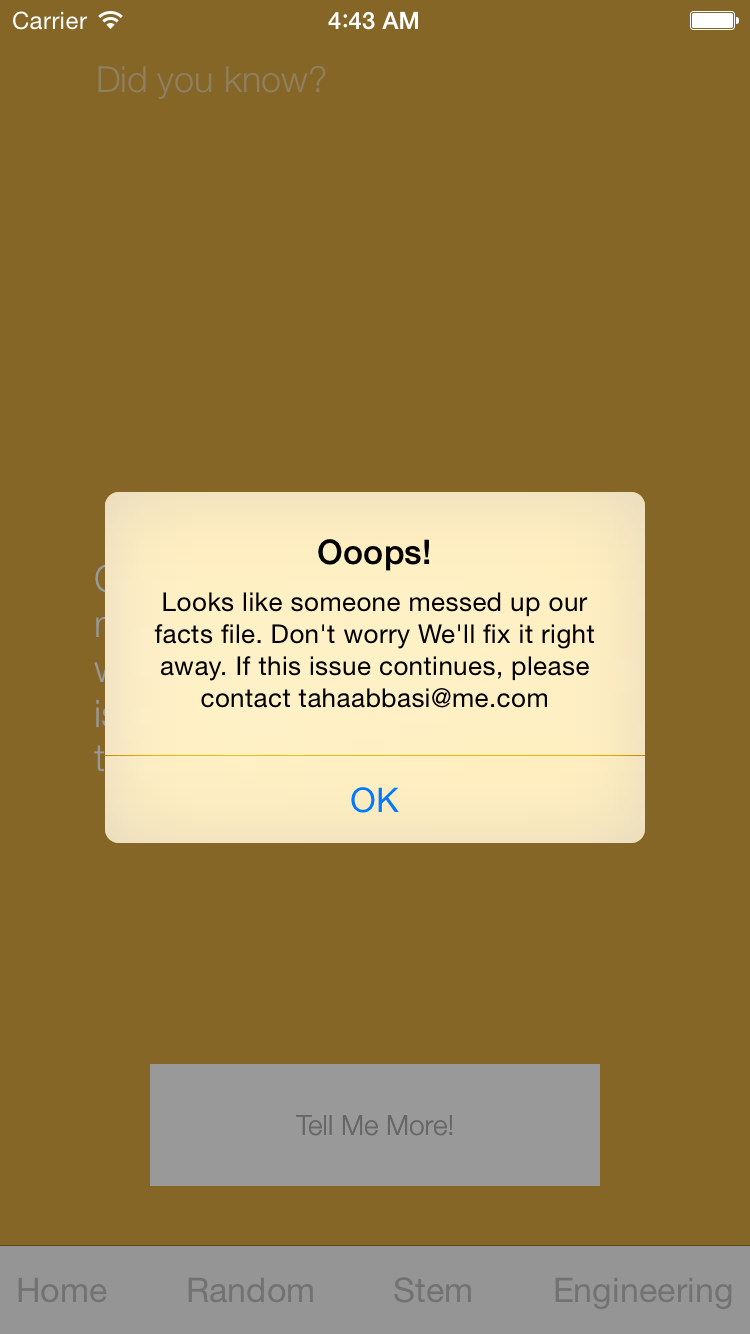 Carrier 4:43 AM
Did you know?
Ooops!
Looks like someone messed up our
facts file. Don't worry We'll fix it right
away. If this issue continues, please
contact tahaabbasi@me.com
OK
Tell Me More!
Home Random Stem Engineering